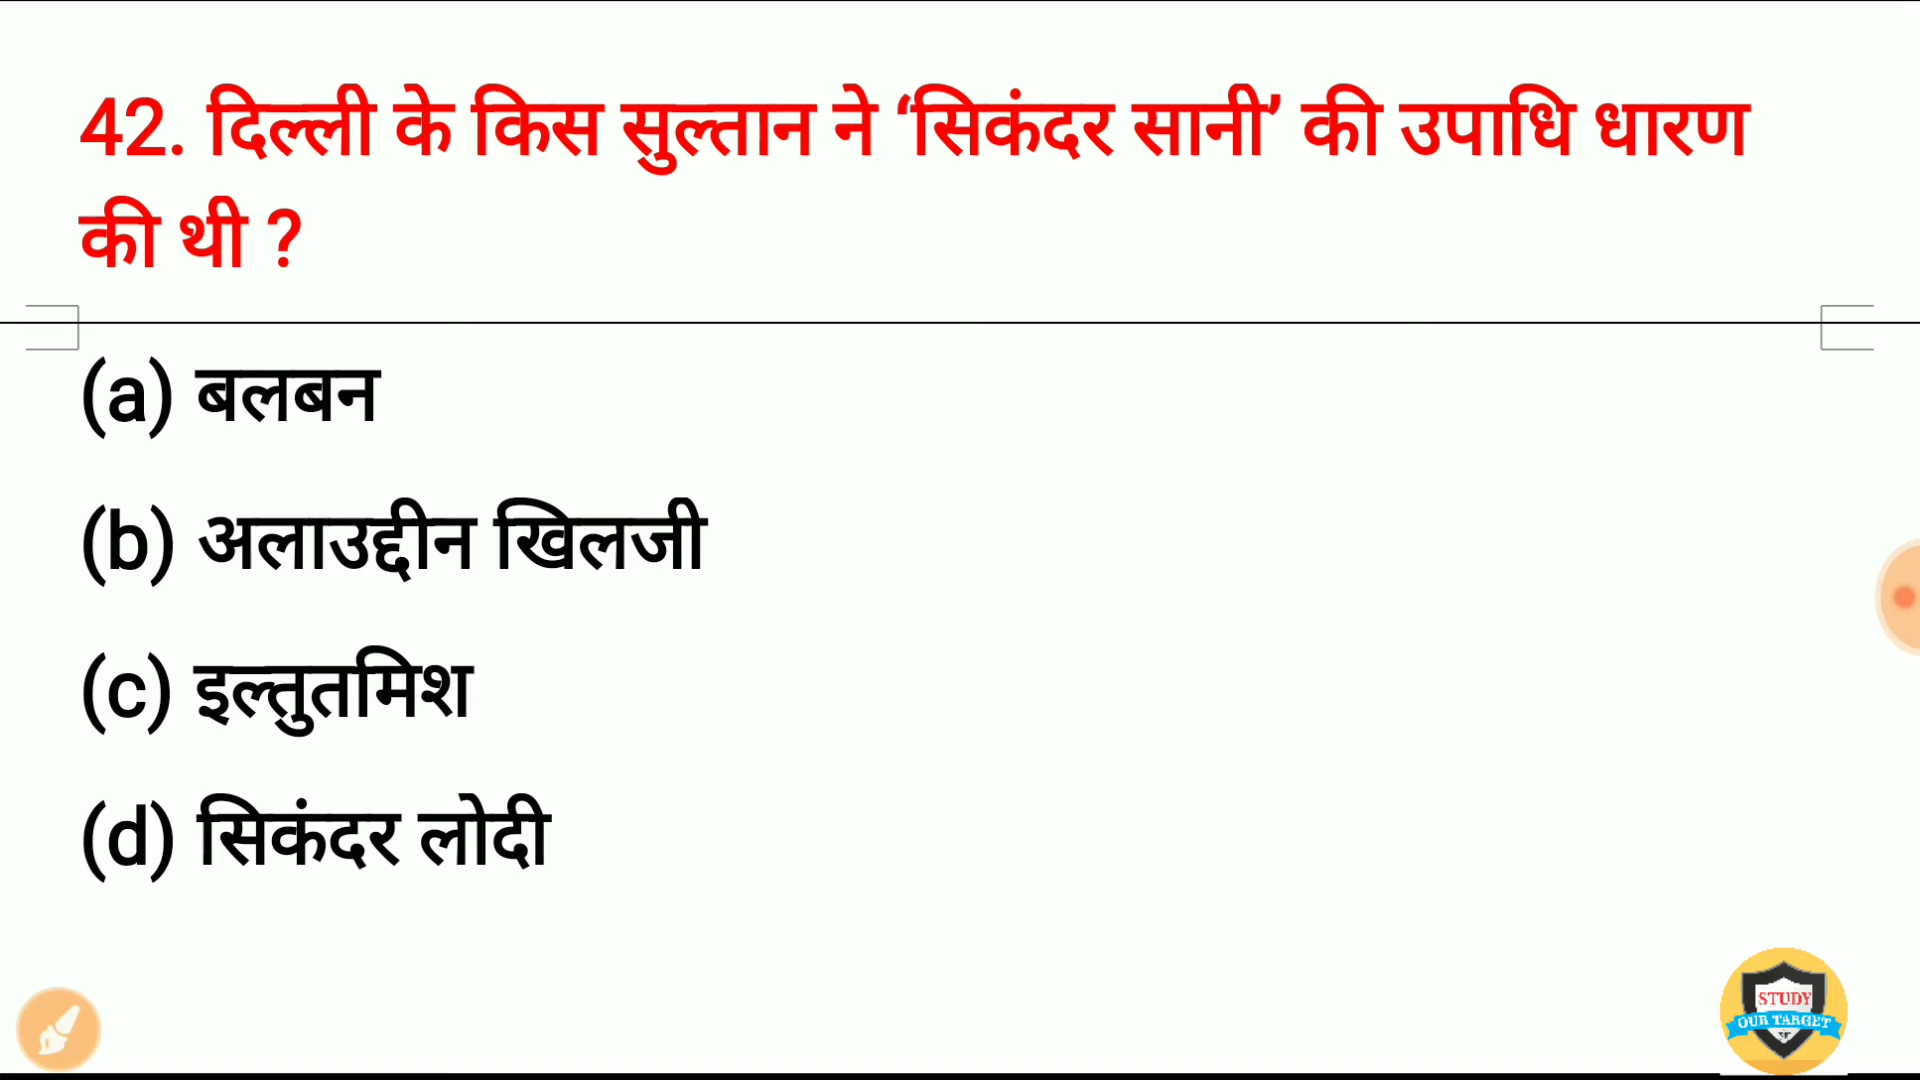 42. दिल्ली के किस सुल्तान ने ‘सिकंदर सानी’ की उपाधि धारण
की थी ?
(a) बलबन
(b) अलाउद्दीन खिलजी
(c) इल्तुतमिश
(d) सिकंदर लोदी
STUDY
OUR TARGET